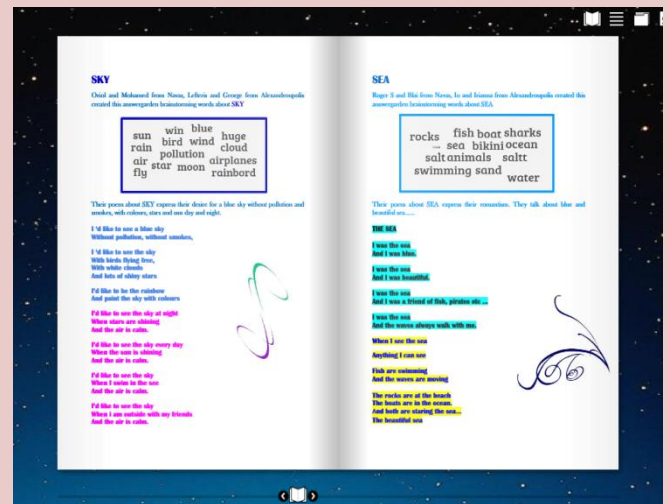 SKY
Oriol and Mohamed from Navas, Lefteris and George from Alexandroupolis
created this answergarden brainstorming words about SKY
sun win blue huge
rain bird wind cloud
air pollution airplanes
fly star moon rainbord
Their poems about SKY express their desire for a blue sky without pollution and
smokes, with colours, stars and one day and night.
I 'd like to see a blue sky
Without pollution, without smokes,
I 'd like to see the sky
With birds flying free,
With white clouds
And lots of shiny stars
I'd like to be the rainbow
And paint the sky with colours
I'd like to see the sky at night
When stars are shining
And the air is calm.
I'd like to see the sky every day
When the sun is shining
And the air is calm.
I'd like to see the sky
When I swim in the see
And the air is calm.
I'd like to see the sky
When I am outside with my friends
And the air is calm.
SEA
Roger S and Blai from Navas, Io and Irianna from Alexandroupolis created this
answergarden brainstorming words about SEA
rocks fish boat sharks
sea bikini ocean
salt animals saltt
swimming sand
water
Their poems about SEA express their romanism. They talk about blue and
beautiful sea......
THE SEA
I was the sea
And I was blue.
I was the sea
And I was beautiful.
I was the sea
And I was a friend of fish, pirates etc ...
I was the sea
And the waves always walk with me.
When I see the sea
Anything I can see
Fish are swimming
And the waves are moving
The rocks are at the beach
The boats are in the ocean.
And both are staring the sea...
The beautiful sea